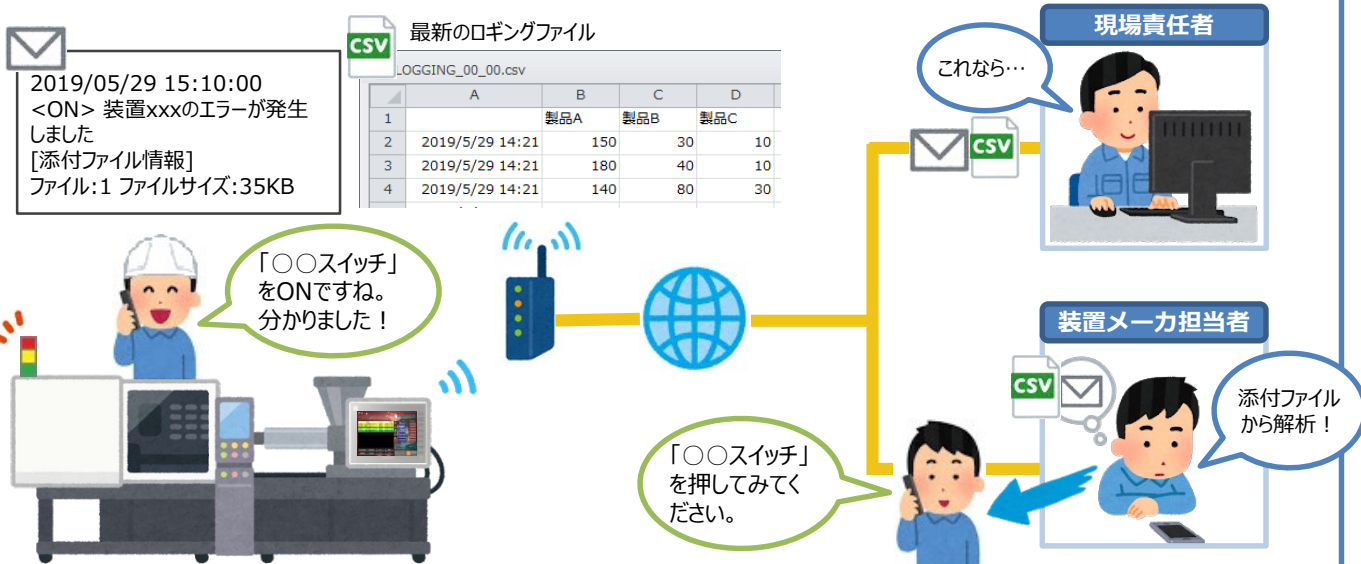 2019/05/29 15:10:00
<ON> 装置xxxのエラーが発生
しました
[添付ファイル情報]
ファイル:1 ファイルサイズ:35KB
CSV
最新のロギングファイル
LOGGING_00_00.csv
A B C D
1 製品A 製品B 製品C
2 2019/5/29 14:21 150 30 10
3 2019/5/29 14:21 180 40 10
4 2019/5/29 14:21 140 80 30
現場責任者
これなら…
CSV
「○○スイッチ」
をONですね。
分かりました！
装置メーカ担当者
CSV
添付ファイル
から解析！
「○○スイッチ」
を押してみてく
ださい。